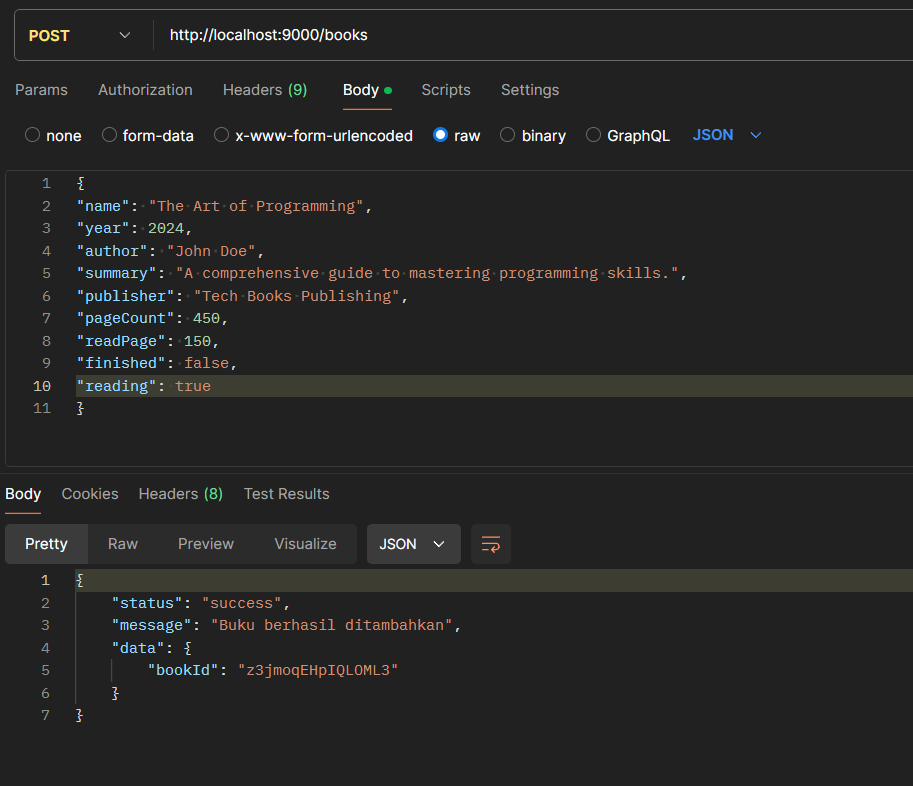 POST http://localhost:9000/books
Params Authorization Headers (9) Body Scripts Settings
none form-data x-www-form-urlencoded raw binary GraphQL JSON
1 {
2 "name": "The Art of Programming",
3 "year": 2024,
4 "author": "John Doe",
5 "summary": "A comprehensive guide to mastering programming skills.",
6 "publisher": "Tech Books Publishing",
7 "pageCount": 450,
8 "readPage": 150,
9 "finished": false,
10 "reading": true
11 }
Body Cookies Headers (8) Test Results
Pretty Raw Preview Visualize JSON
1 {
2 "status": "success",
3 "message": "Buku berhasil ditambahkan",
4 "data": {
5 "bookId": "z3jmoqEHpIQLOML3"
6 }
7 }